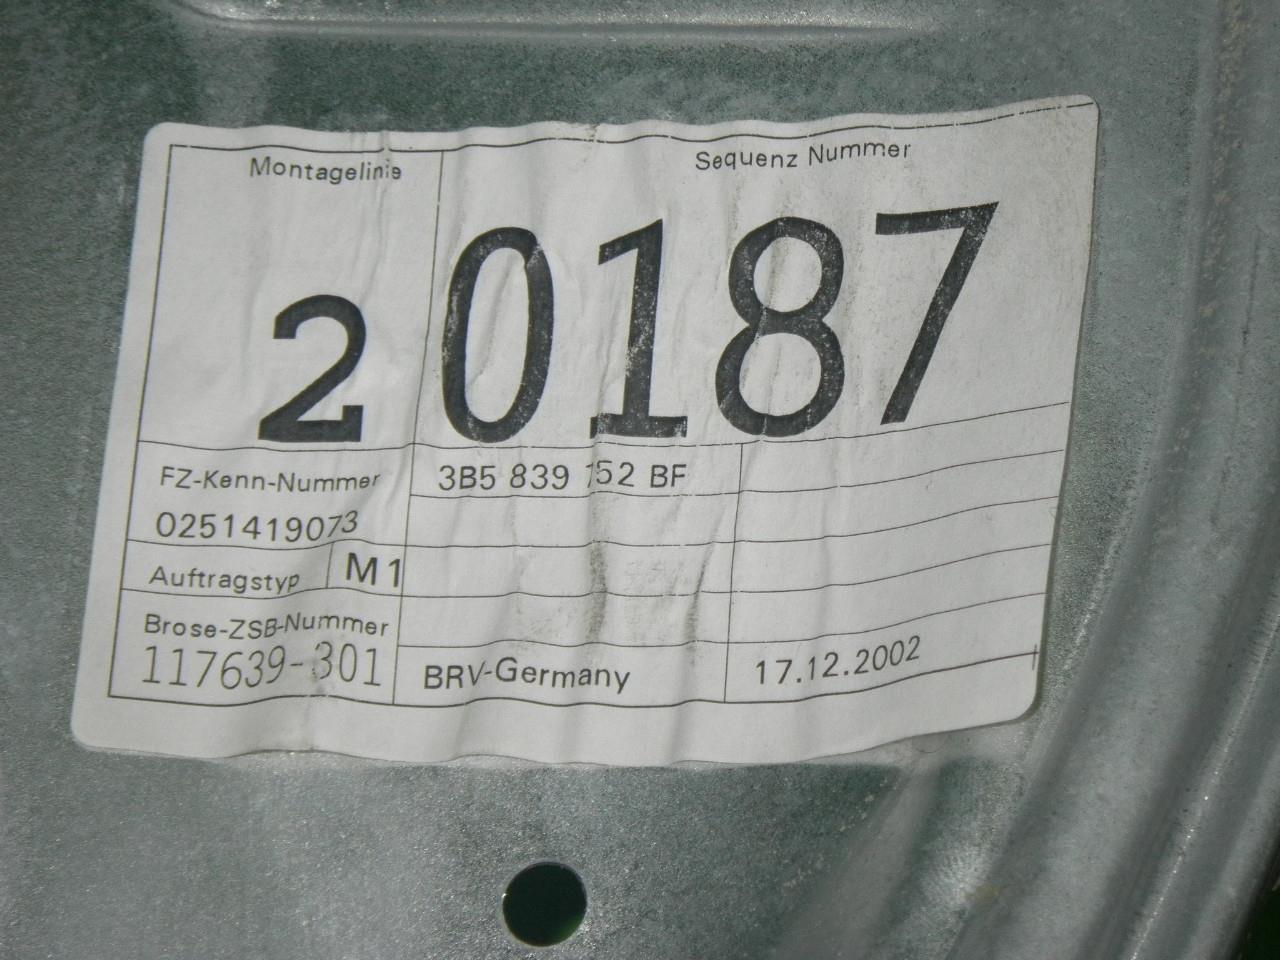 Montagelinie
Sequenz Nummer
2
0187
FZ-Kenn-Nummer
3B5 839 152 BF
0251419073
Auftragstyp
M1
Brose-ZSB-Nummer
117639-301
BRV-Germany
17.12.2002